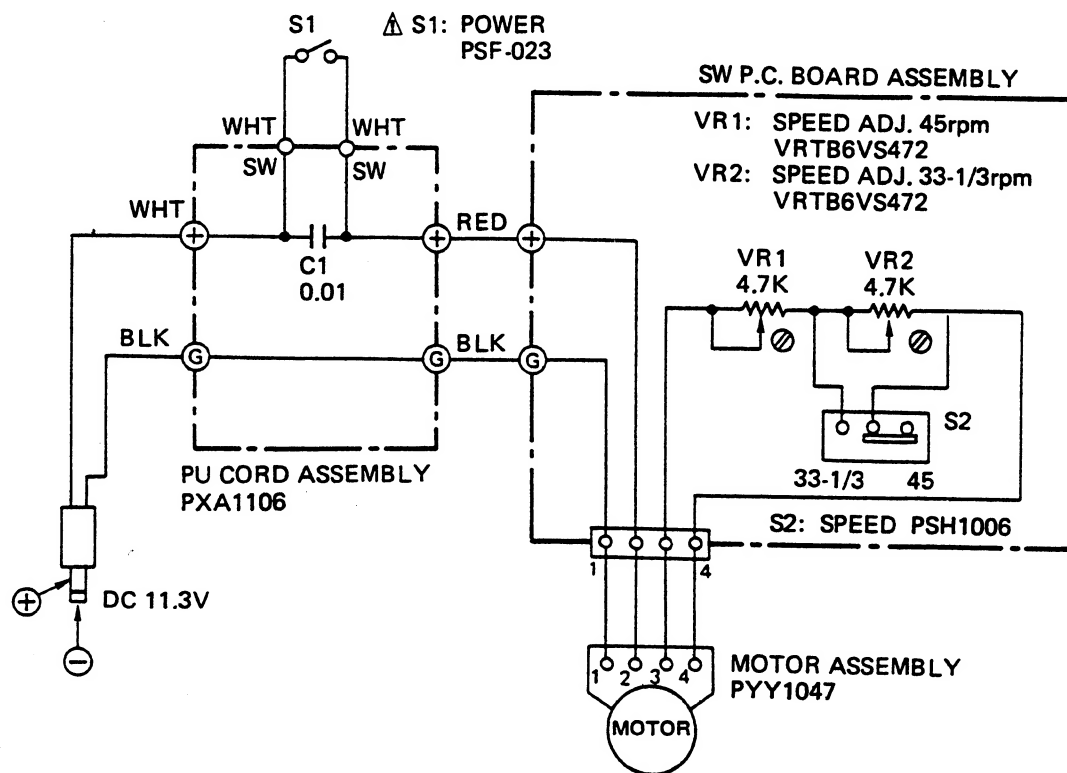 S1
⚠ S1: POWER
PSF-023
SW P.C. BOARD ASSEMBLY
VR1: SPEED ADJ. 45rpm
VRTB6VS472
VR2: SPEED ADJ. 33-1/3rpm
VRTB6VS472
WHT WHT
SW SW
WHT
+ + RED +
C1
0.01
VR1
4.7K
VR2
4.7K
BLK
G G BLK G
S2
33-1/3 45
PU CORD ASSEMBLY
PXA1106
S2: SPEED PSH1006
1 4
+ DC 11.3V
−
1 2 3 4
MOTOR ASSEMBLY
PYY1047
MOTOR